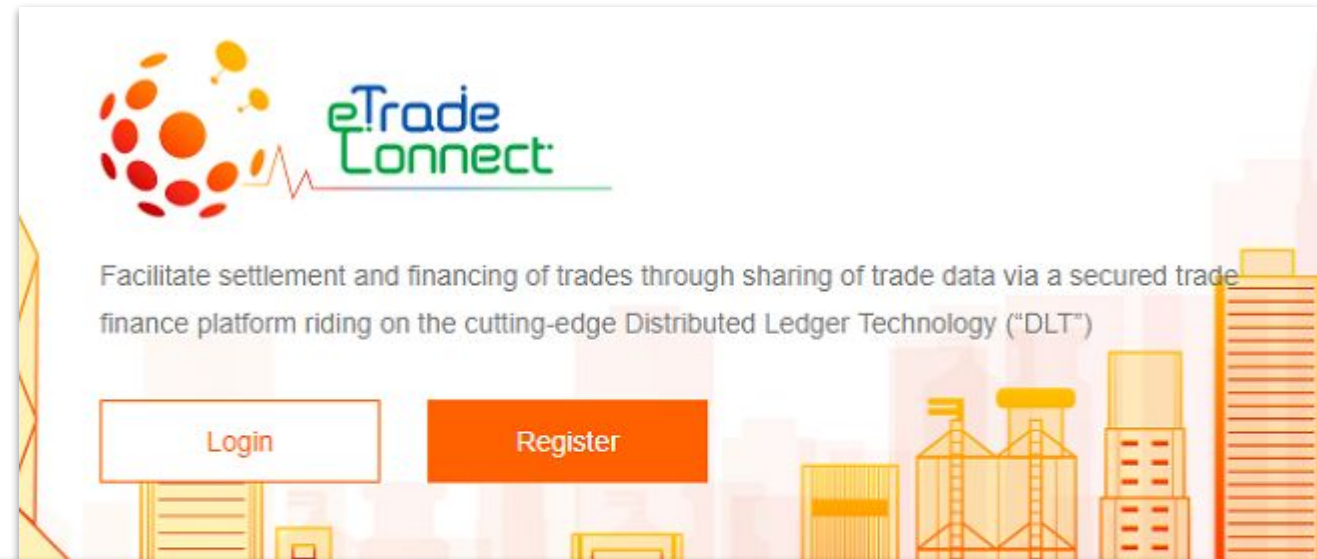 eTrade
Connect
Facilitate settlement and financing of trades through sharing of trade data via a secured trade
finance platform riding on the cutting-edge Distributed Ledger Technology (“DLT”)
Login
Register